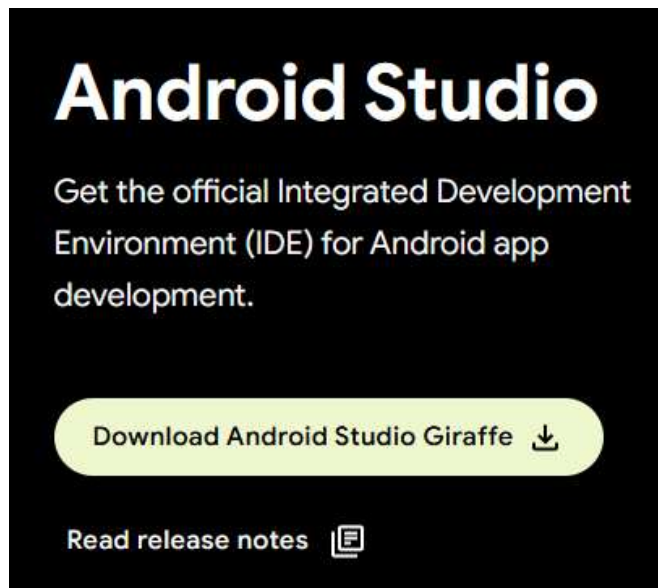 Android Studio
Get the official Integrated Development
Environment (IDE) for Android app
development.
Download Android Studio Giraffe
Read release notes